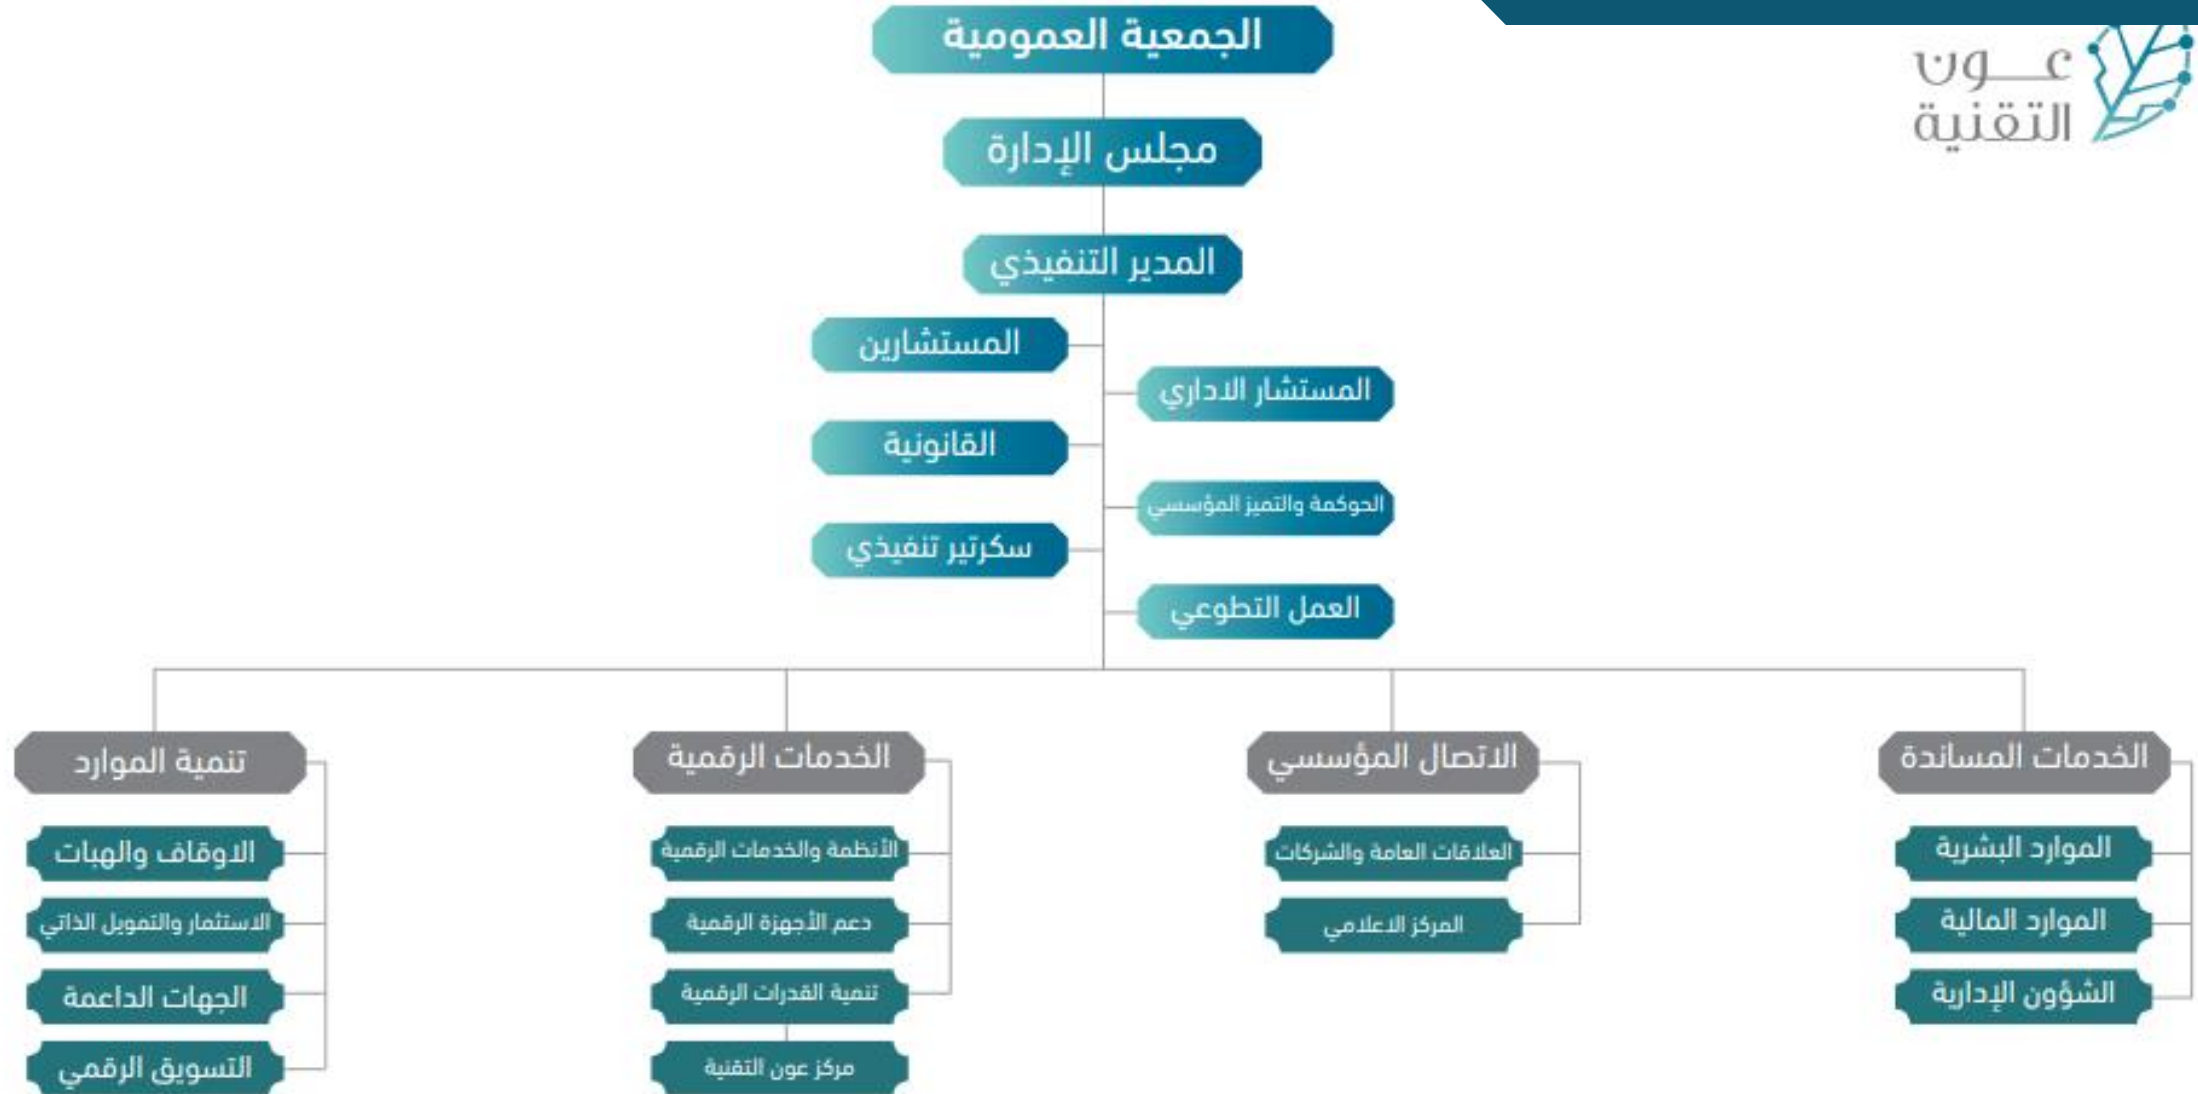 عون
التقنية
الجمعية العمومية
مجلس الإدارة
المدير التنفيذي
المستشارين
المستشار الاداري
القانونية
الحوكمة والتميز المؤسسي
سكرتير تنفيذي
العمل التطوعي
الخدمات المساندة
الموارد البشرية
الموارد المالية
الشؤون الإدارية
الاتصال المؤسسي
العلاقات العامة والشركات
المركز الاعلامي
الخدمات الرقمية
الأنظمة والخدمات الرقمية
دعم الأجهزة الرقمية
تنمية القدرات الرقمية
مركز عون التقنية
تنمية الموارد
الاوقاف والهبات
الاستثمار والتمويل الذاتي
الجهات الداعمة
التسويق الرقمي